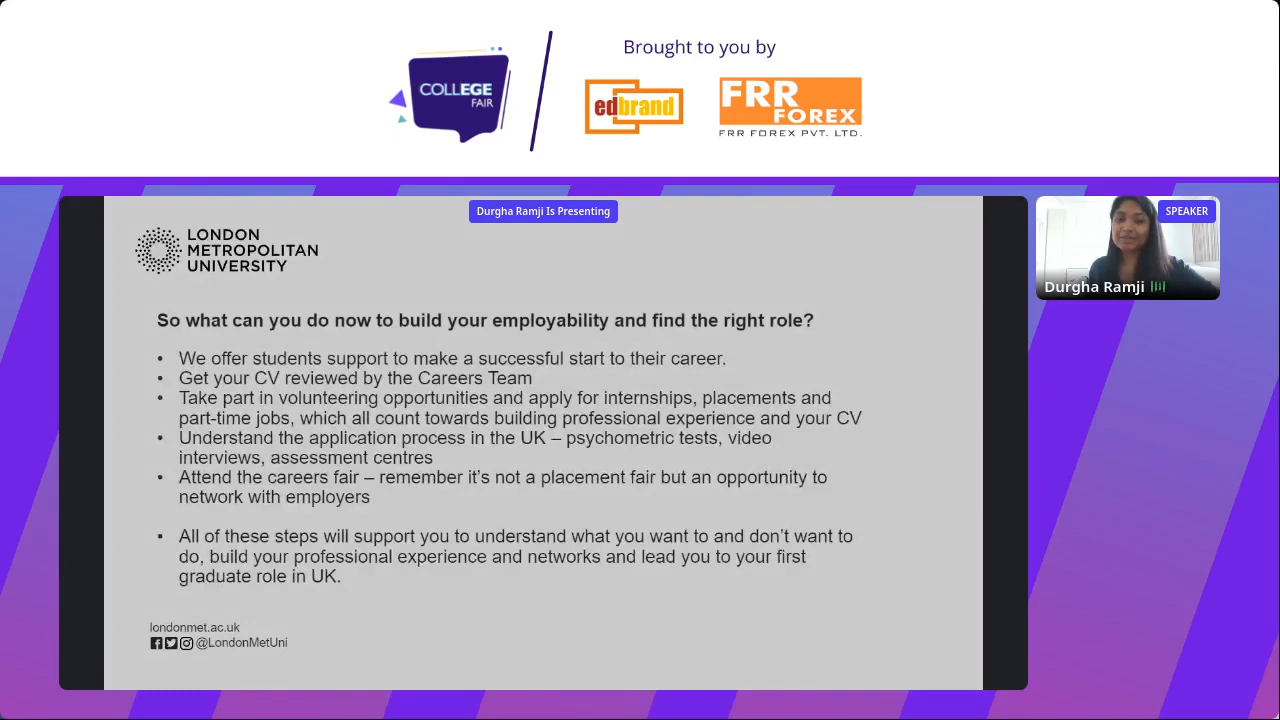 COLLEGE
FAIR
Brought to you by
edbrand
FRR
FOREX
FRR FOREX PVT. LTD.
Durgha Ramji Is Presenting
SPEAKER
Durgha Ramji
LONDON
METROPOLITAN
UNIVERSITY
So what can you do now to build your employability and find the right role?
• We offer students support to make a successful start to their career.
• Get your CV reviewed by the Careers Team
• Take part in volunteering opportunities and apply for internships, placements and
part-time jobs, which all count towards building professional experience and your CV
• Understand the application process in the UK – psychometric tests, video
interviews, assessment centres
• Attend the careers fair – remember it’s not a placement fair but an opportunity to
network with employers
• All of these steps will support you to understand what you want to and don’t want to
do, build your professional experience and networks and lead you to your first
graduate role in UK.
londonmet.ac.uk
@LondonMetUni